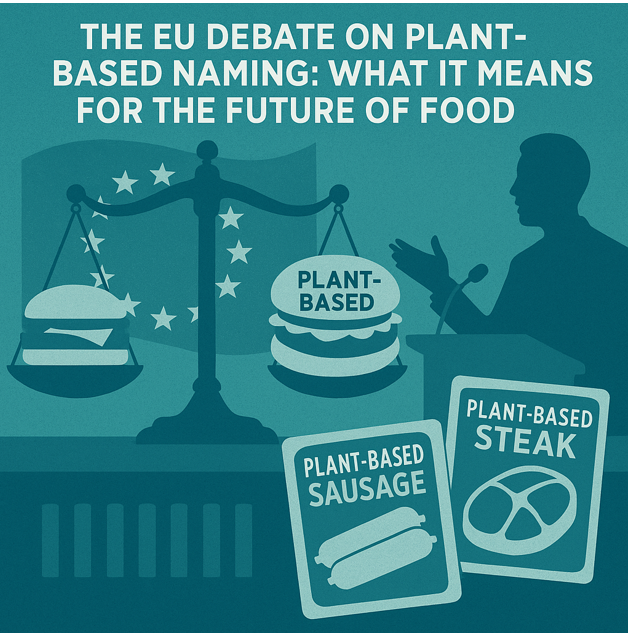 THE EU DEBATE ON PLANT-
BASED NAMING: WHAT IT MEANS
FOR THE FUTURE OF FOOD
PLANT-
BASED
PLANT-BASED
SAUSAGE
PLANT-BASED
STEAK